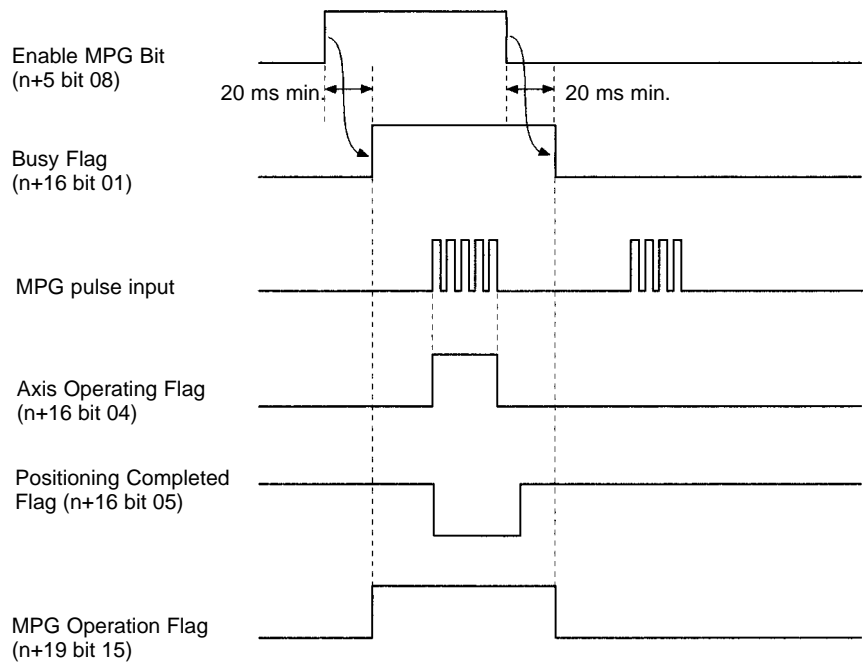 Enable MPG Bit
(n+5 bit 08)
20 ms min.
20 ms min.
Busy Flag
(n+16 bit 01)
MPG pulse input
Axis Operating Flag
(n+16 bit 04)
Positioning Completed
Flag (n+16 bit 05)
MPG Operation Flag
(n+19 bit 15)